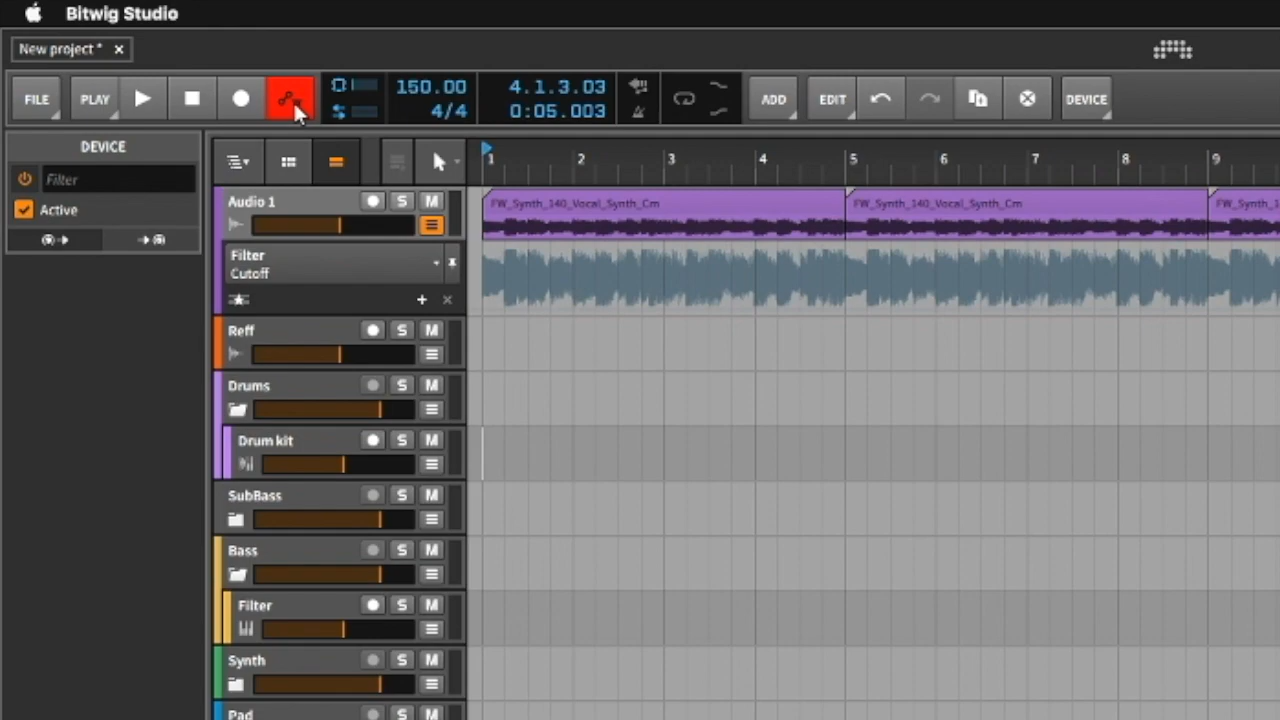 Bitwig Studio
New project * ×
FILE PLAY 150.00 4/4 4.1.3.03 0:05.003 ADD EDIT DEVICE
DEVICE
Filter
Active
1 2 3 4 5 6 7 8 9
Audio 1 S M
FW_Synth_140_Vocal_Synth_Cm FW_Synth_140_Vocal_Synth_Cm FW_Synth_1
Filter
Cutoff
Reff S M
Drums S M
Drum kit S M
SubBass S M
Bass S M
Filter S M
Synth S M
Pad S M